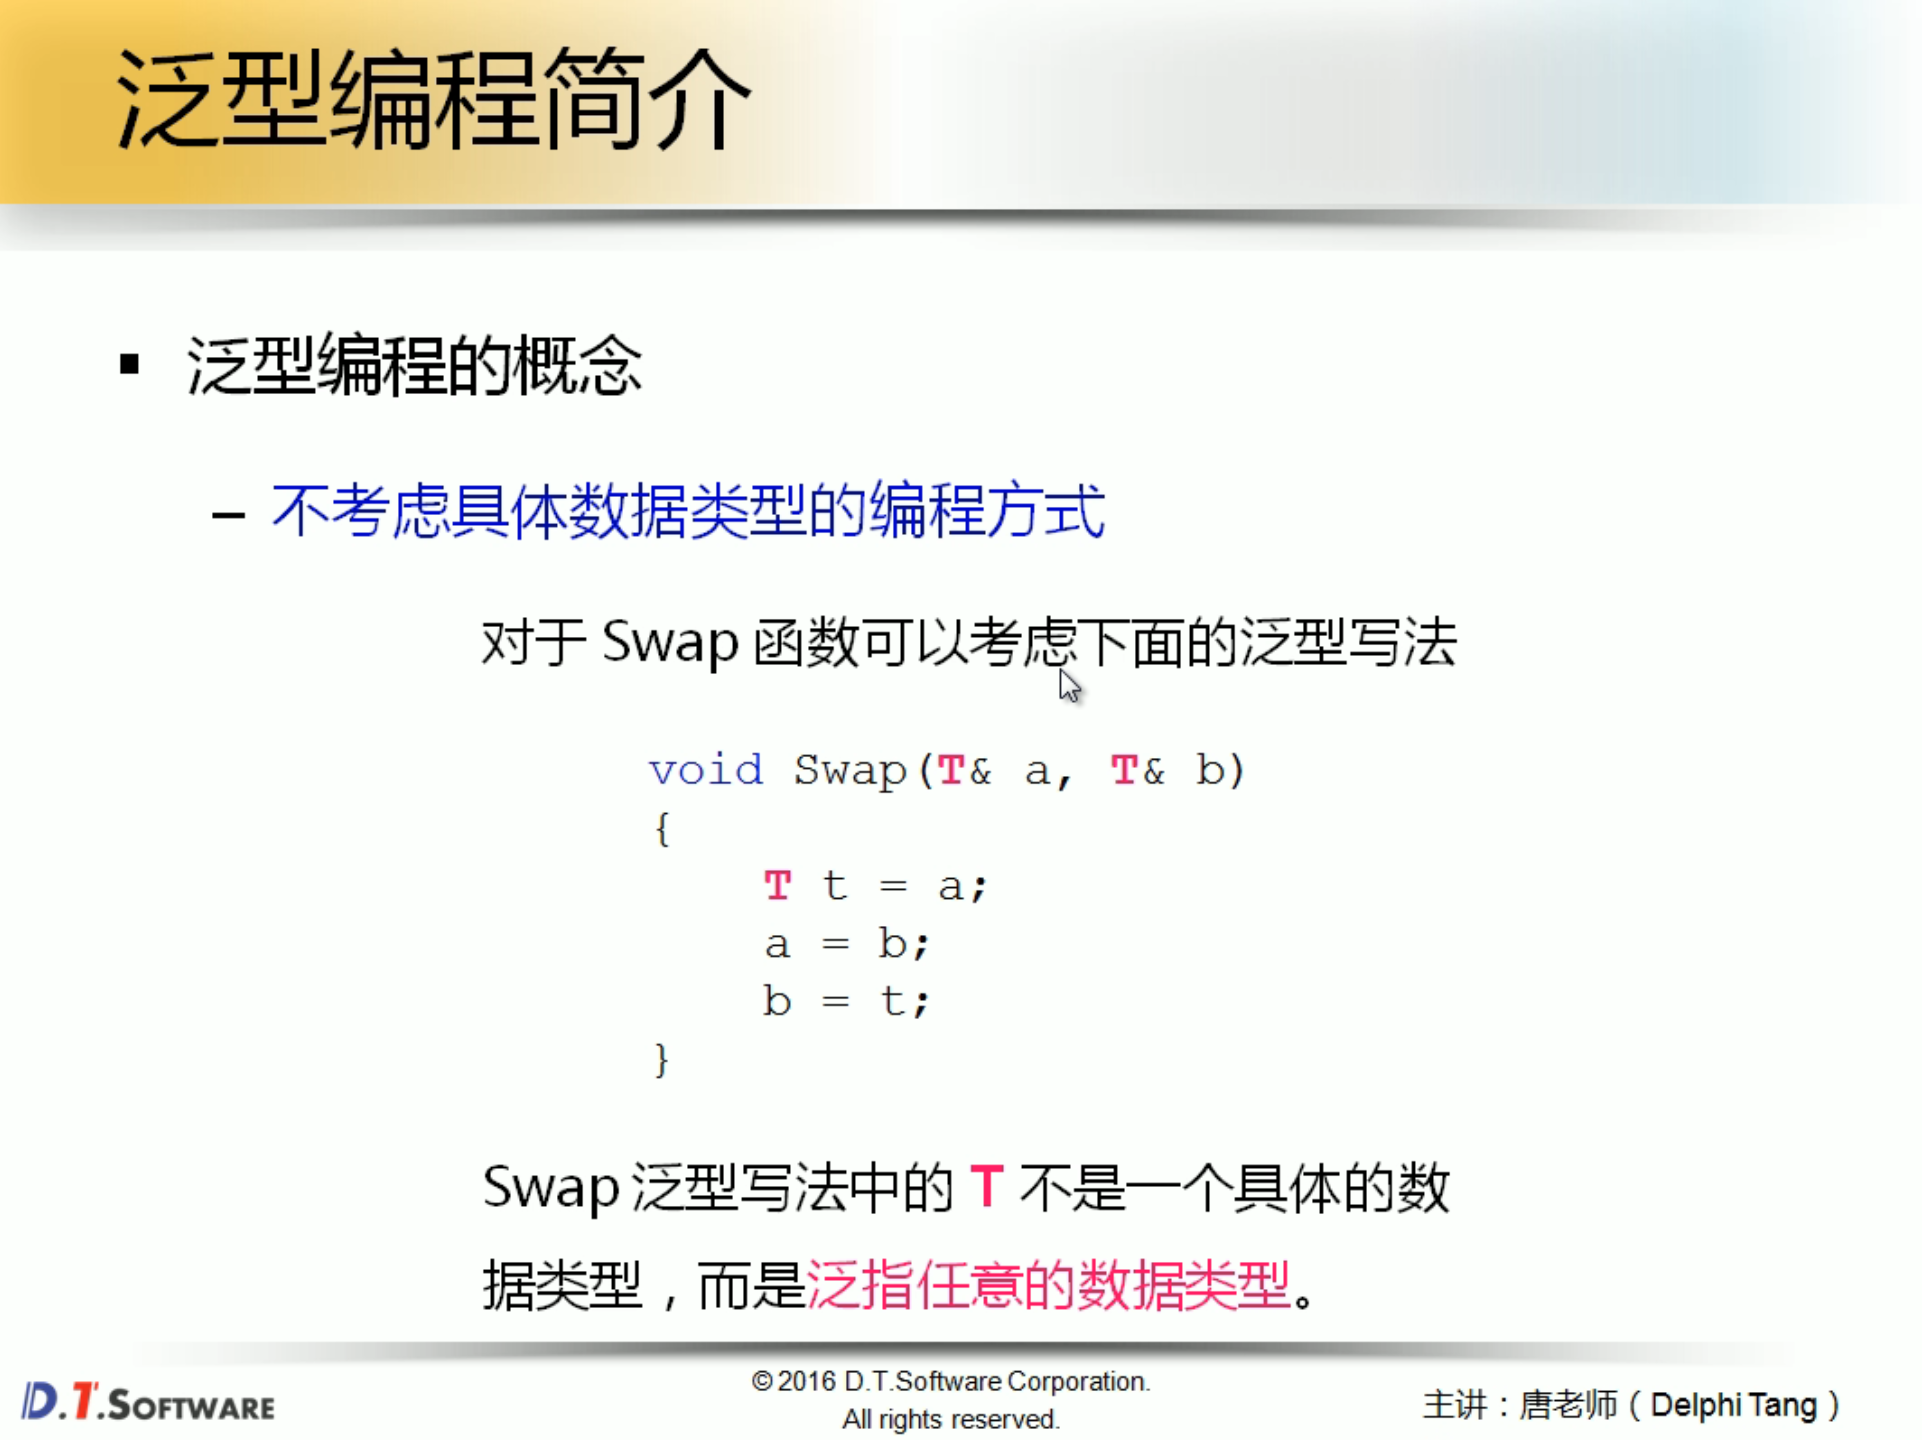 泛型编程简介
▪ 泛型编程的概念
– 不考虑具体数据类型的编程方式
对于 Swap 函数可以考虑下面的泛型写法
void Swap(T& a, T& b)
{
    T t = a;
    a = b;
    b = t;
}
Swap 泛型写法中的 T 不是一个具体的数
据类型，而是泛指任意的数据类型。
D.T.SOFTWARE
© 2016 D.T.Software Corporation.
All rights reserved.
主讲：唐老师（Delphi Tang）